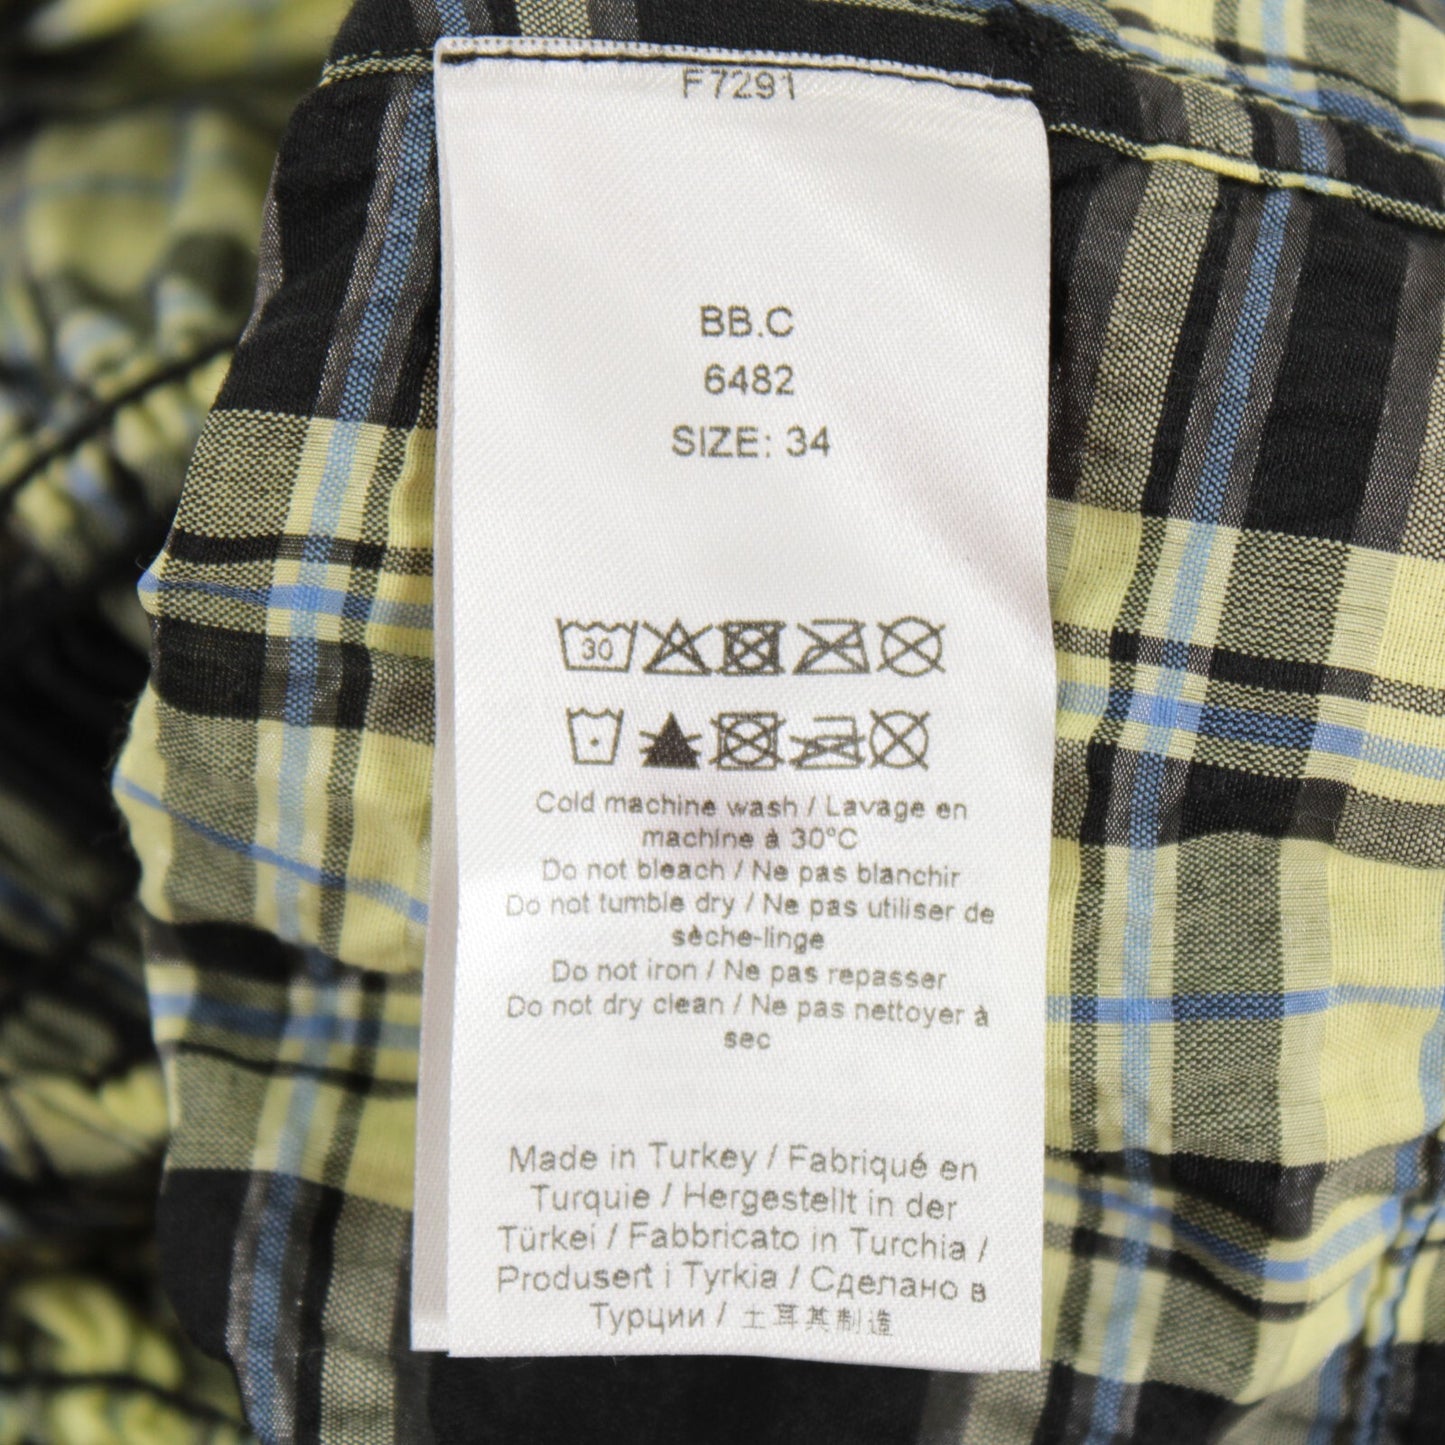 F7291
BB.C
6482
SIZE: 34
30
Cold machine wash / Lavage en
machine à 30°C
Do not bleach / Ne pas blanchir
Do not tumble dry / Ne pas utiliser de
sèche-linge
Do not iron / Ne pas repasser
Do not dry clean / Ne pas nettoyer à
sec
Made in Turkey / Fabriqué en
Turquie / Hergestellt in der
Türkei / Fabbricato in Turchia /
Produsert i Tyrkia / Сделано в
Турции / 土耳其制造